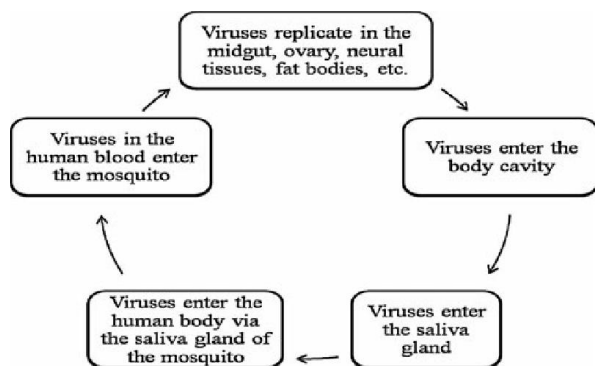 Viruses replicate in the
midgut, ovary, neural
tissues, fat bodies, etc.
Viruses enter the
body cavity
Viruses enter
the saliva
gland
Viruses enter the
human body via
the saliva gland of
the mosquito
Viruses in the
human blood enter
the mosquito